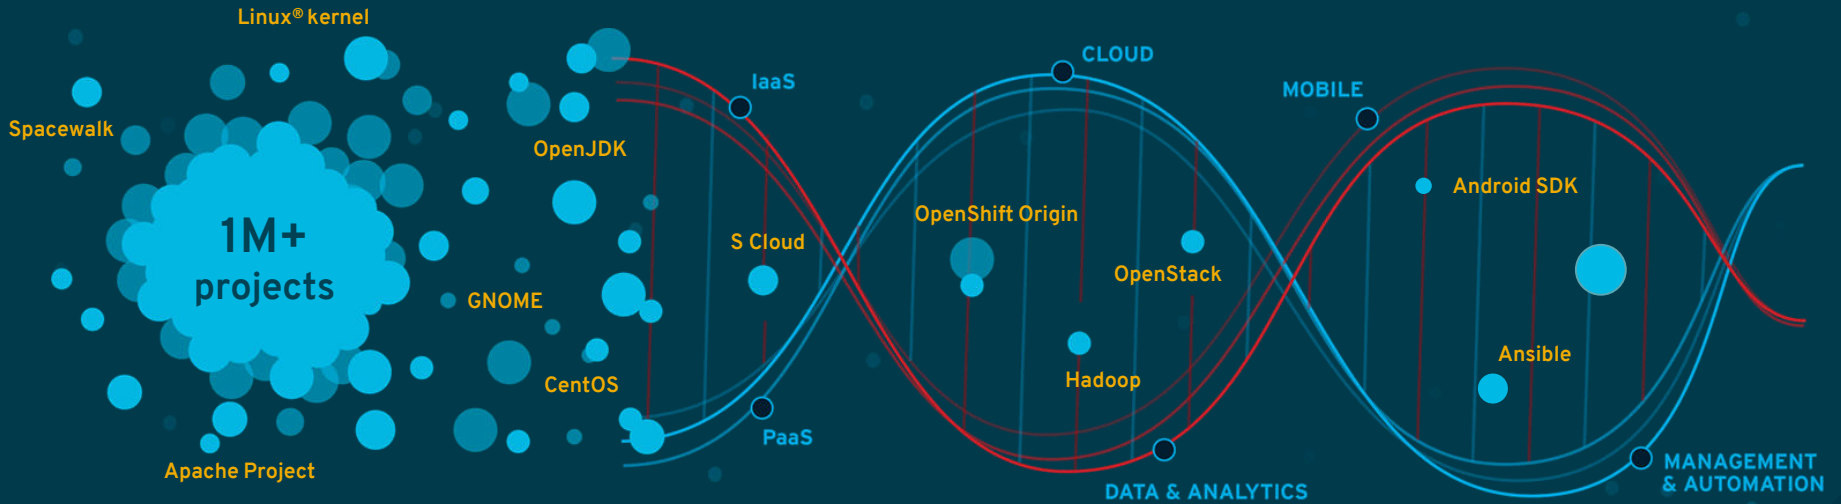 Linux® kernel
Spacewalk
1M+
projects
OpenJDK
GNOME
CentOS
Apache Project
IaaS
S Cloud
PaaS
CLOUD
OpenShift Origin
OpenStack
Hadoop
DATA & ANALYTICS
MOBILE
Android SDK
Ansible
MANAGEMENT
& AUTOMATION